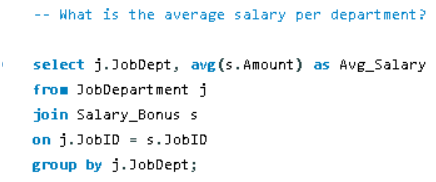 -- What is the average salary per department?
select j.JobDept, avg(s.Amount) as Avg_Salary
from JobDepartment j
join Salary_Bonus s
on j.JobID = s.JobID
group by j.JobDept;